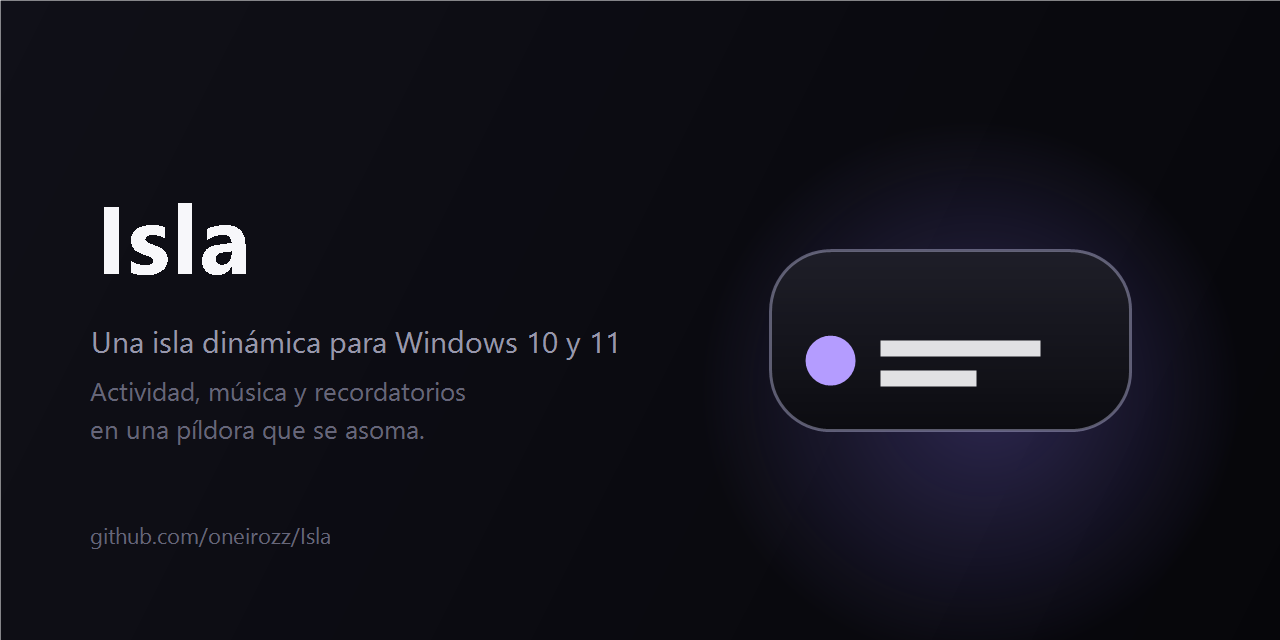 Isla
Una isla dinámica para Windows 10 y 11
Actividad, música y recordatorios
en una píldora que se asoma.
github.com/oneirozz/Isla